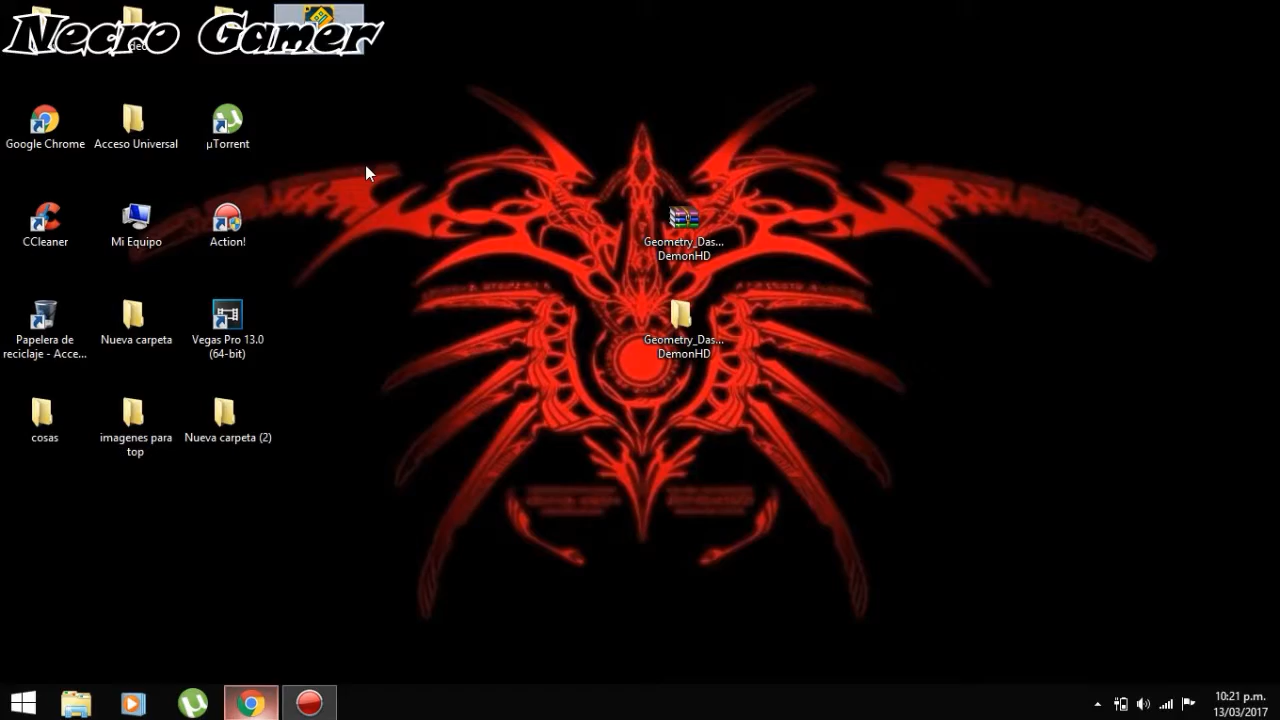 Necro Gamer
Google Chrome
Acceso Universal
µTorrent
CCleaner
Mi Equipo
Action!
Geometry_Das...
DemonHD
Papelera de
reciclaje - Acce...
Nueva carpeta
Vegas Pro 13.0
(64-bit)
Geometry_Das...
DemonHD
cosas
imagenes para
top
Nueva carpeta (2)
10:21 p.m.
13/03/2017